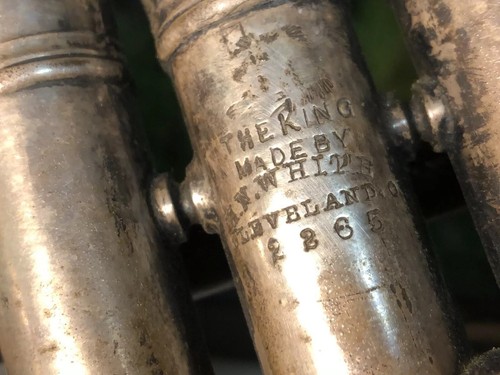 THE KING
MADE BY
H.N. WHITE
CLEVELAND. O
2265